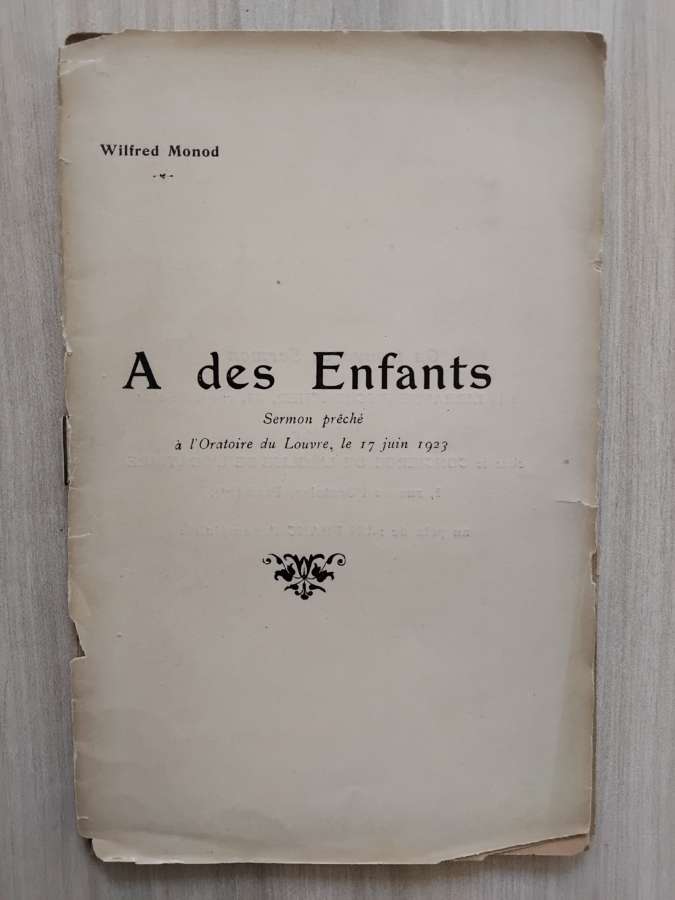 Wilfred Monod
A des Enfants
Sermon prêché
à l'Oratoire du Louvre, le 17 juin 1923